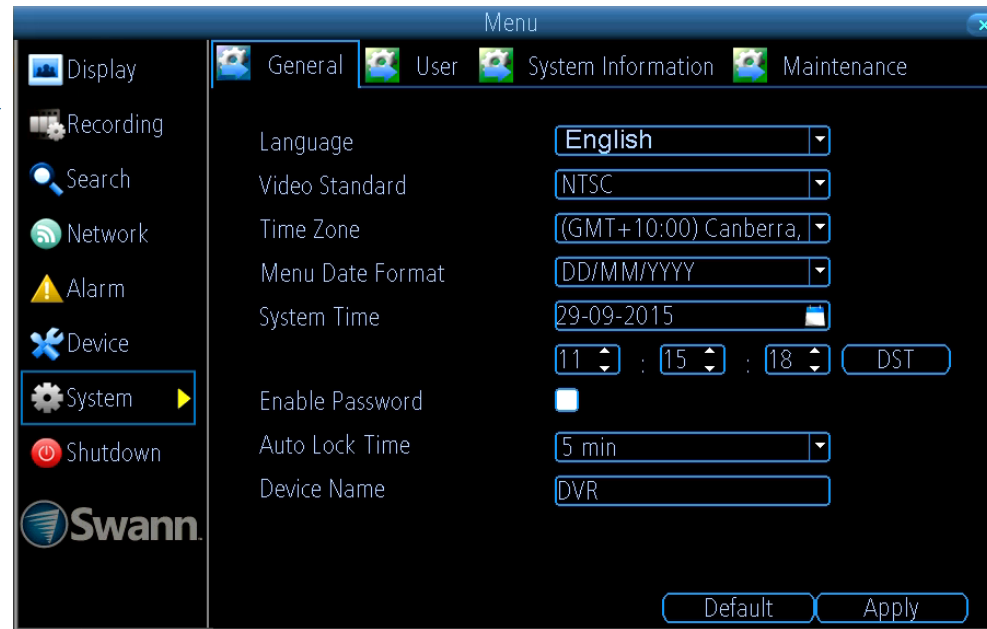 Menu
Display
Recording
Search
Network
Alarm
Device
System
Shutdown
Swann.
General User System Information Maintenance
Language English
Video Standard NTSC
Time Zone (GMT+10:00) Canberra,
Menu Date Format DD/MM/YYYY
System Time 29-09-2015
11 : 15 : 18 DST
Enable Password
Auto Lock Time 5 min
Device Name DVR
Default Apply